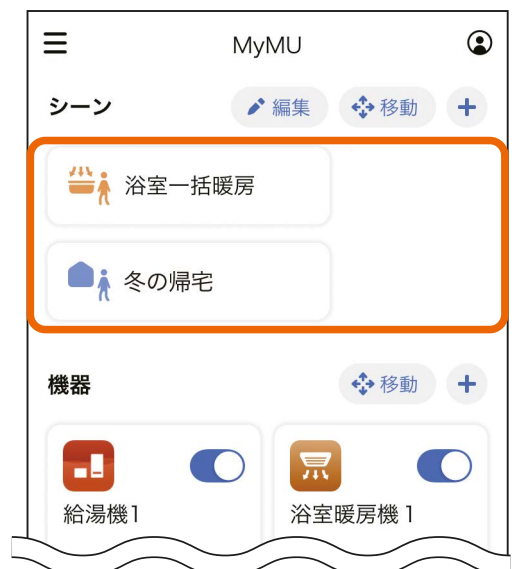 MyMU
シーン 編集 移動
浴室一括暖房
冬の帰宅
機器 移動
給湯機1 浴室暖房機 1